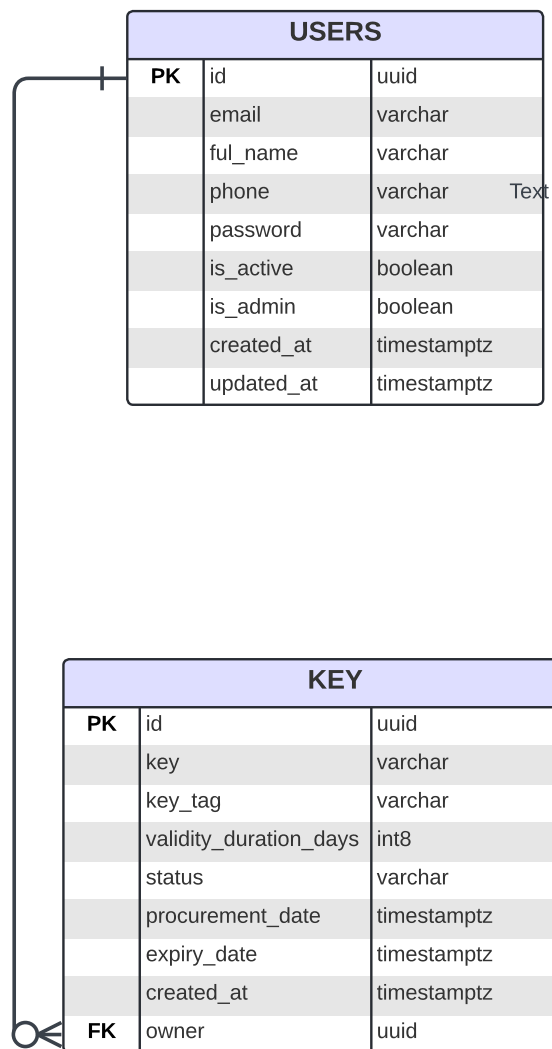 USERS
PK id uuid
email varchar
ful_name varchar
phone varchar Text
password varchar
is_active boolean
is_admin boolean
created_at timestamptz
updated_at timestamptz
KEY
PK id uuid
key varchar
key_tag varchar
validity_duration_days int8
status varchar
procurement_date timestamptz
expiry_date timestamptz
created_at timestamptz
FK owner uuid